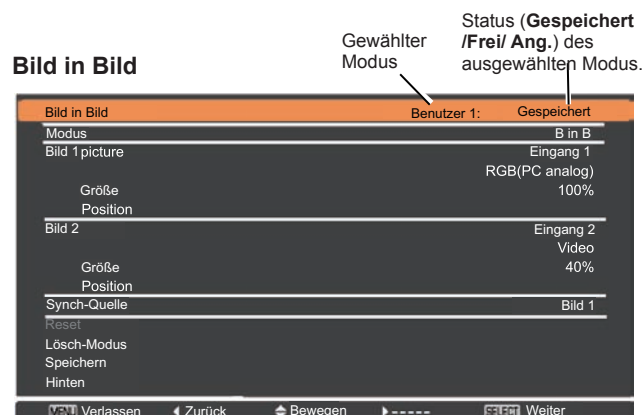 Status (Gespeichert
/Frei/ Ang.) des
ausgewählten Modus.
Gewählter
Modus
Bild in Bild
Bild in Bild Benutzer 1: Gespeichert
Modus B in B
Bild 1 picture Eingang 1
RGB(PC analog)
Größe 100%
Position
Bild 2 Eingang 2
Video
Größe 40%
Position
Synch-Quelle Bild 1
Reset
Lösch-Modus
Speichern
Hinten
MENU Verlassen Zurück Bewegen ----- SELECT Weiter